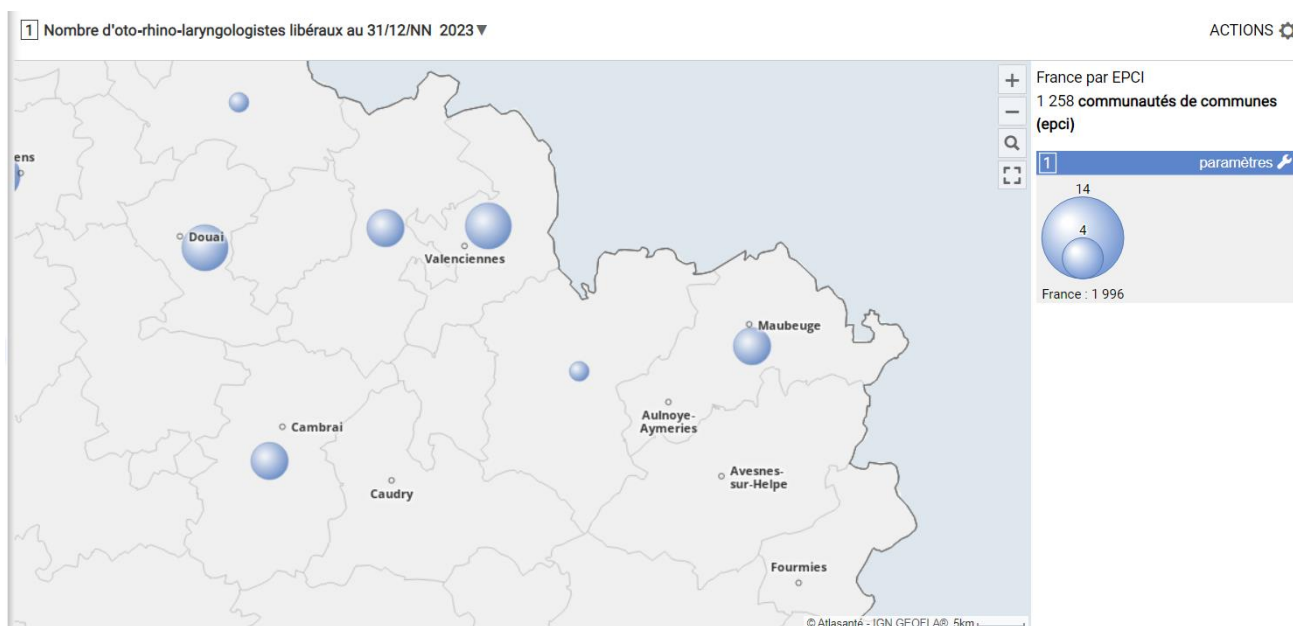 1 Nombre d'oto-rhino-laryngologistes libéraux au 31/12/NN 2023
ACTIONS
ens
Douai
Valenciennes
Maubeuge
Aulnoye-
Aymeries
Cambrai
Caudry
Avesnes-
sur-Helpe
Fourmies
© Atlasanté - IGN GEOFLA® 5km
France par EPCI
1 258 communautés de communes
(epci)
1 paramètres
14
4
France : 1 996